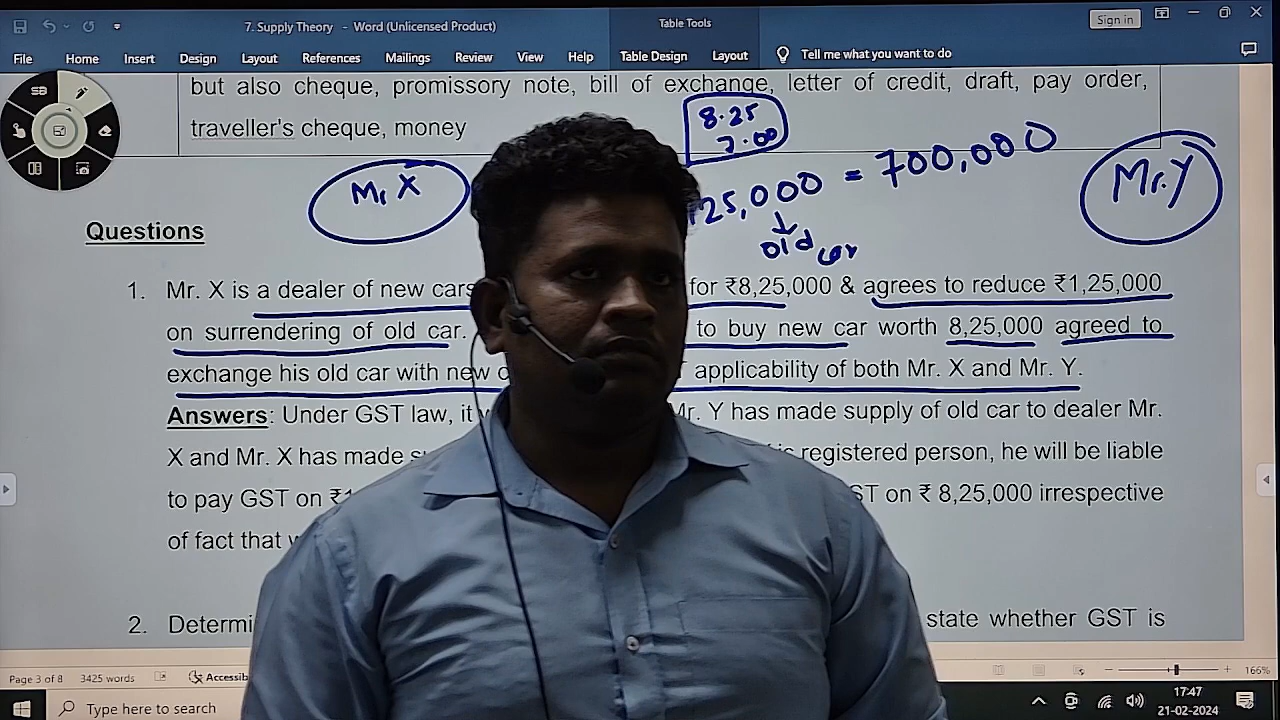 7. Supply Theory - Word (Unlicensed Product)
Table Tools
Sign in
File Home Insert Design Layout References Mailings Review View Help Table Design Layout Tell me what you want to do
but also cheque, promissory note, bill of exchange, letter of credit, draft, pay order,
traveller's cheque, money
8.25
7.00
Mr X
25,000 = 700,000
Mr. Y
old car
Questions
1. Mr. X is a dealer of new cars for ₹8,25,000 & agrees to reduce ₹1,25,000
on surrendering of old car. to buy new car worth 8,25,000 agreed to
exchange his old car with new applicability of both Mr. X and Mr. Y.
Answers: Under GST law, it Mr. Y has made supply of old car to dealer Mr.
X and Mr. X has made registered person, he will be liable
to pay GST on on ₹ 8,25,000 irrespective
of fact that
2. state whether GST is
Page 3 of 8 3425 words 166%
Type here to search
17:47
21-02-2024